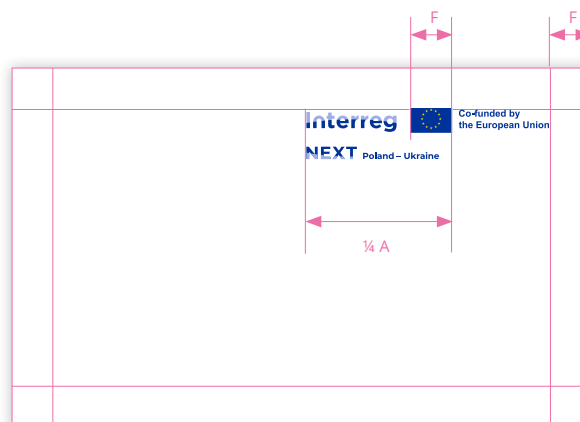 F F
Interreg Co-funded by
the European Union
NEXT Poland – Ukraine
¼ A